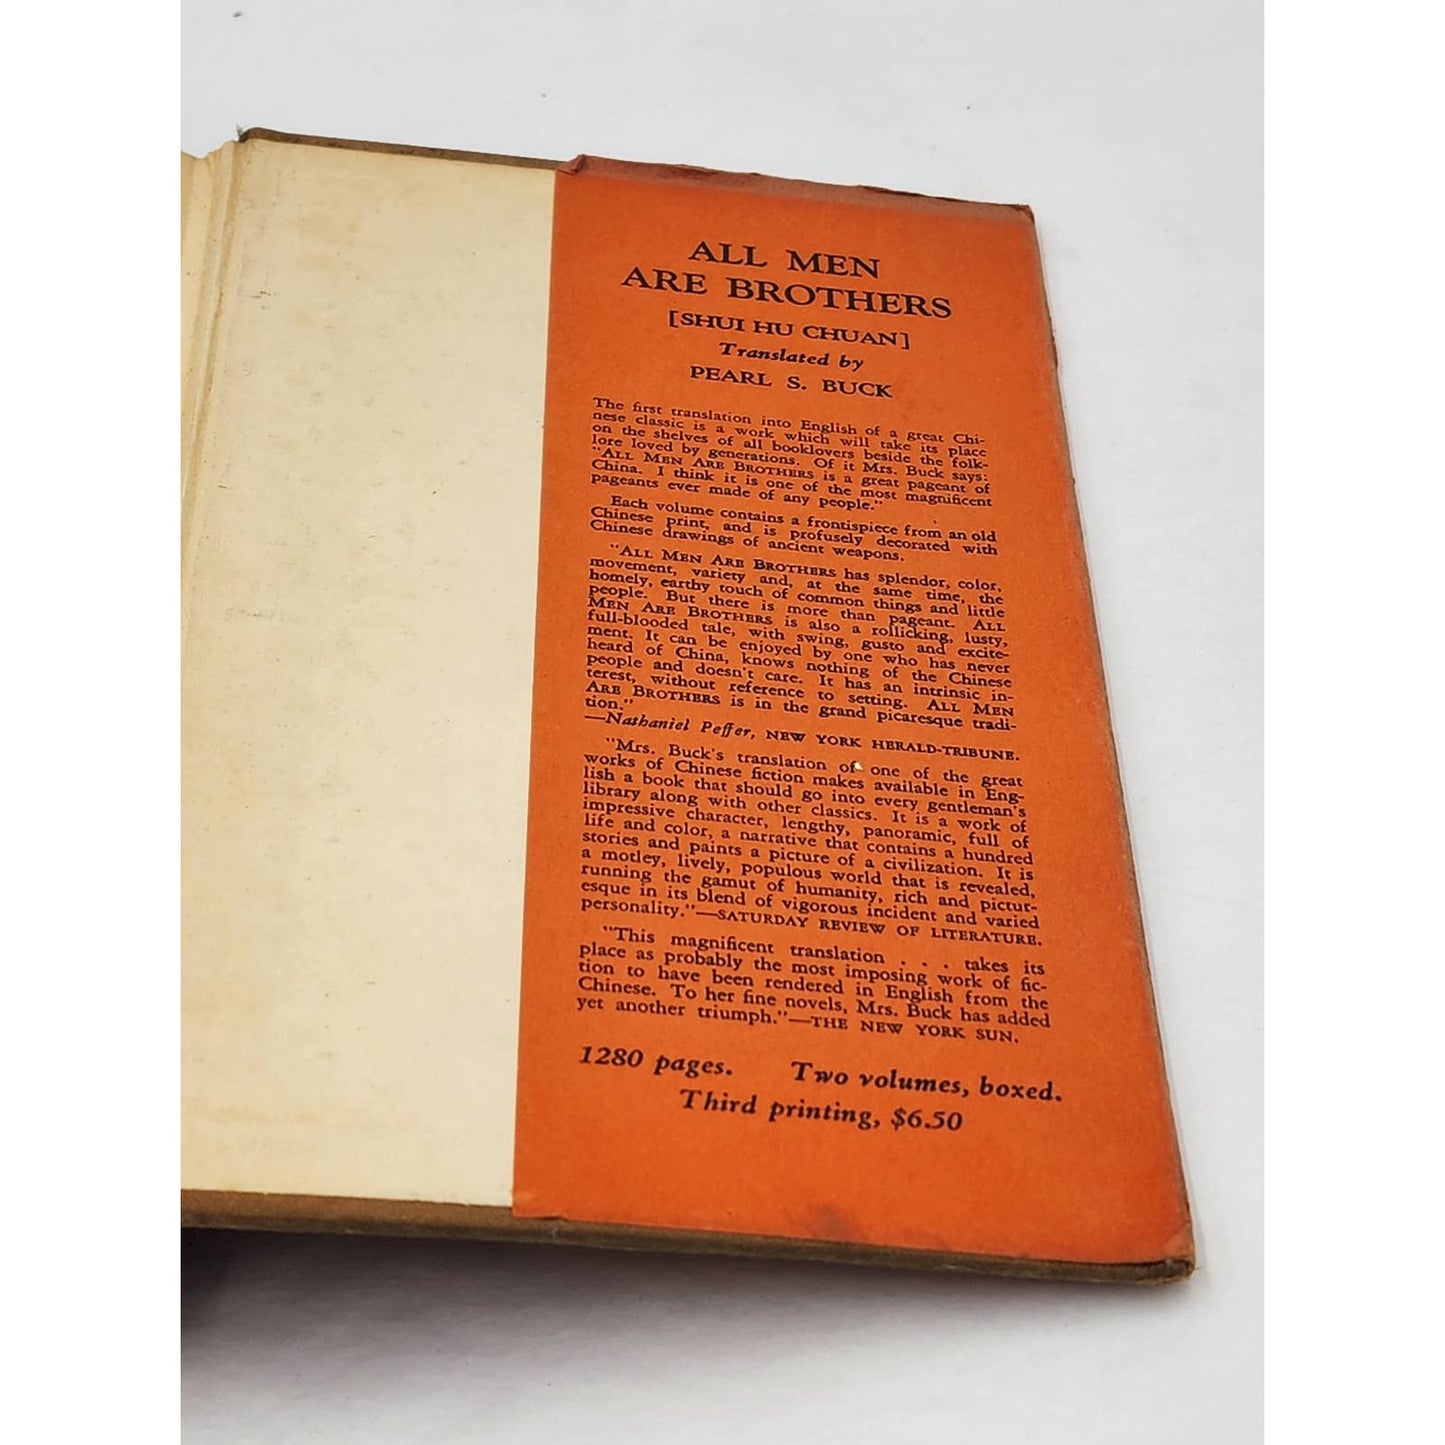 ALL MEN
ARE BROTHERS
[SHUI HU CHUAN]
Translated by
PEARL S. BUCK
The first translation into English of a great Chi-
nese classic is a work which will take its place
on the shelves of all booklovers beside the folk-
lore loved by generations. Of it Mrs. Buck says:
"ALL MEN ARE BROTHERS is a great pageant of
China. I think it is one of the most magnificent
pageants ever made of any people."
Each volume contains a frontispiece from an old
Chinese print, and is profusely decorated with
Chinese drawings of ancient weapons.
"ALL MEN ARE BROTHERS has splendor, color,
movement, variety and, at the same time, the
homely, earthy touch of common things and little
people. But there is more than pageant. ALL
MEN ARE BROTHERS is also a rollicking, lusty,
full-blooded tale, with swing, gusto and excite-
ment. It can be enjoyed by one who has never
heard of China, knows nothing of the Chinese
people and doesn't care. It has an intrinsic in-
terest, without reference to setting. ALL MEN
ARE BROTHERS is in the grand picaresque tradi-
tion."
—Nathaniel Peffer, NEW YORK HERALD-TRIBUNE.
"Mrs. Buck's translation of one of the great
works of Chinese fiction makes available in Eng-
lish a book that should go into every gentleman's
library along with other classics. It is a work of
impressive character, lengthy, panoramic, full of
life and color, a narrative that contains a hundred
stories and paints a picture of a civilization. It is
a motley, lively, populous world that is revealed,
running the gamut of humanity, rich and pictur-
esque in its blend of vigorous incident and varied
personality."—SATURDAY REVIEW OF LITERATURE.
"This magnificent translation . . . takes its
place as probably the most imposing work of fic-
tion to have been rendered in English from the
Chinese. To her fine novels, Mrs. Buck has added
yet another triumph."—THE NEW YORK SUN.
1280 pages. Two volumes, boxed.
Third printing, $6.50